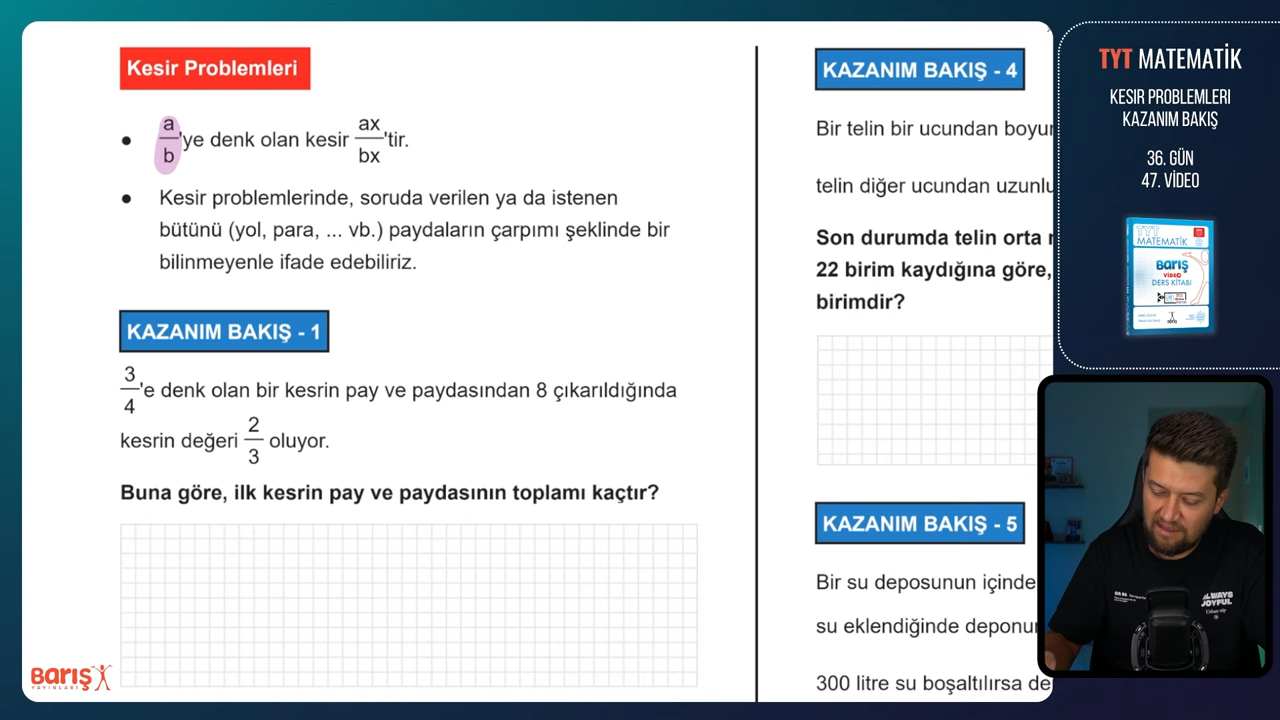 Kesir Problemleri
● a/b'ye denk olan kesir ax/bx'tir.
● Kesir problemlerinde, soruda verilen ya da istenen
bütünü (yol, para, ... vb.) paydaların çarpımı şeklinde bir
bilinmeyenle ifade edebiliriz.
KAZANIM BAKIŞ - 1
3/4'e denk olan bir kesrin pay ve paydasından 8 çıkarıldığında
kesrin değeri 2/3 oluyor.
Buna göre, ilk kesrin pay ve paydasının toplamı kaçtır?
BARIŞ
YAYINLARI
KAZANIM BAKIŞ - 4
Bir telin bir ucundan
telin diğer ucundan
Son durumda telin orta
22 birim kaydığına göre,
birimdir?
KAZANIM BAKIŞ - 5
Bir su deposunun içinde
su eklendiğinde
300 litre su boşaltılırsa
TYT MATEMATİK
KESIR PROBLEMLERI
KAZANIM BAKIŞ
36. GÜN
47. VİDEO
TYT
MATEMATİK
BARIŞ
VİDEO
DERS KİTABI
ALWAYS
JOYFUL